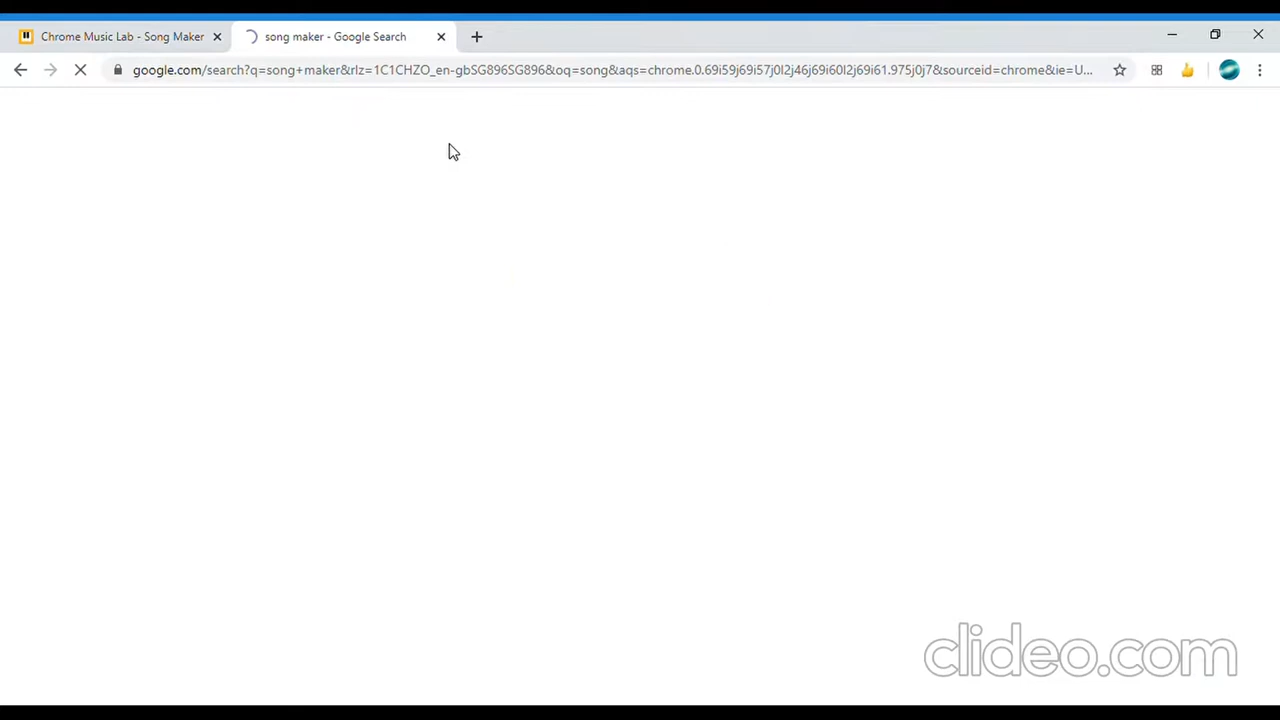 Chrome Music Lab - Song Maker
song maker - Google Search
google.com/search?q=song+maker&rlz=1C1CHZO_en-gbSG896SG896&oq=song&aqs=chrome.0.69i59j69i57j0l2j46j69i60l2j69i61.975j0j7&sourceid=chrome&ie=U...
clideo.com